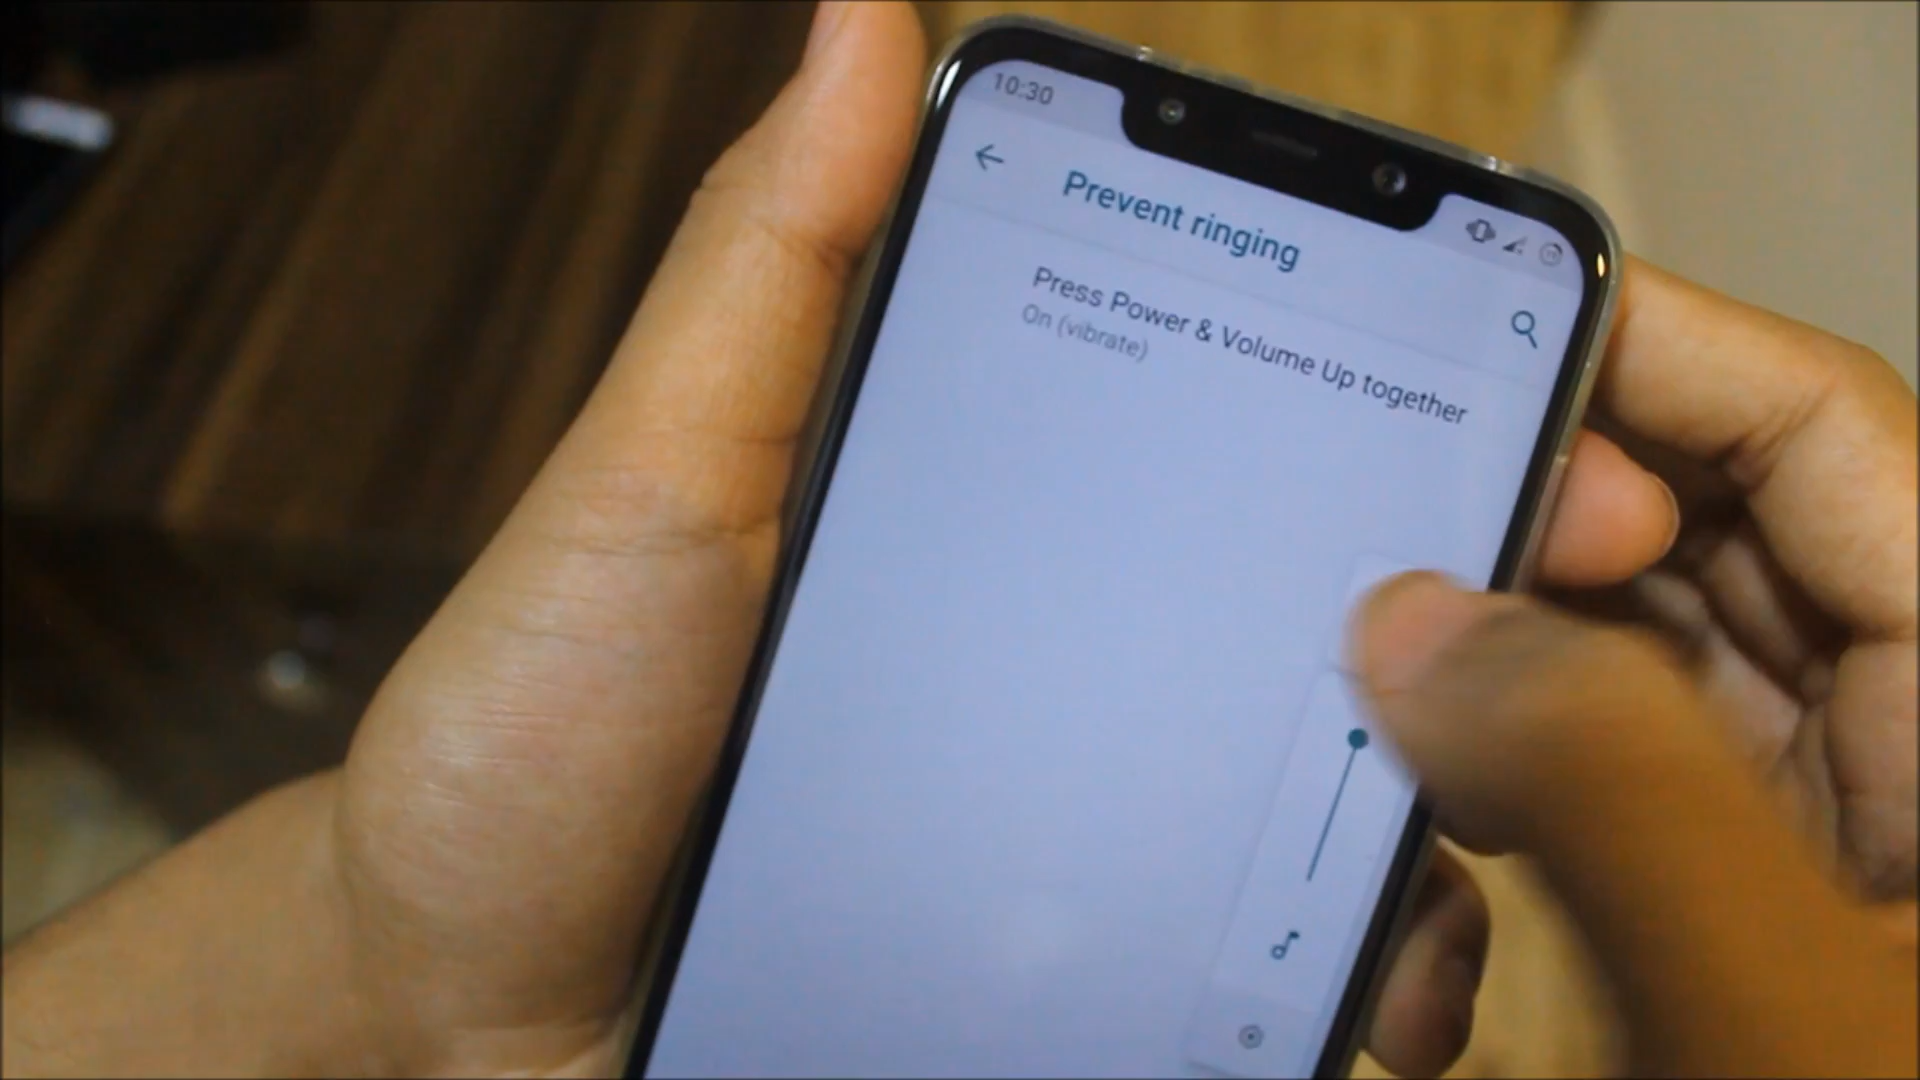 10:30
Prevent ringing
Press Power & Volume Up together
On (vibrate)